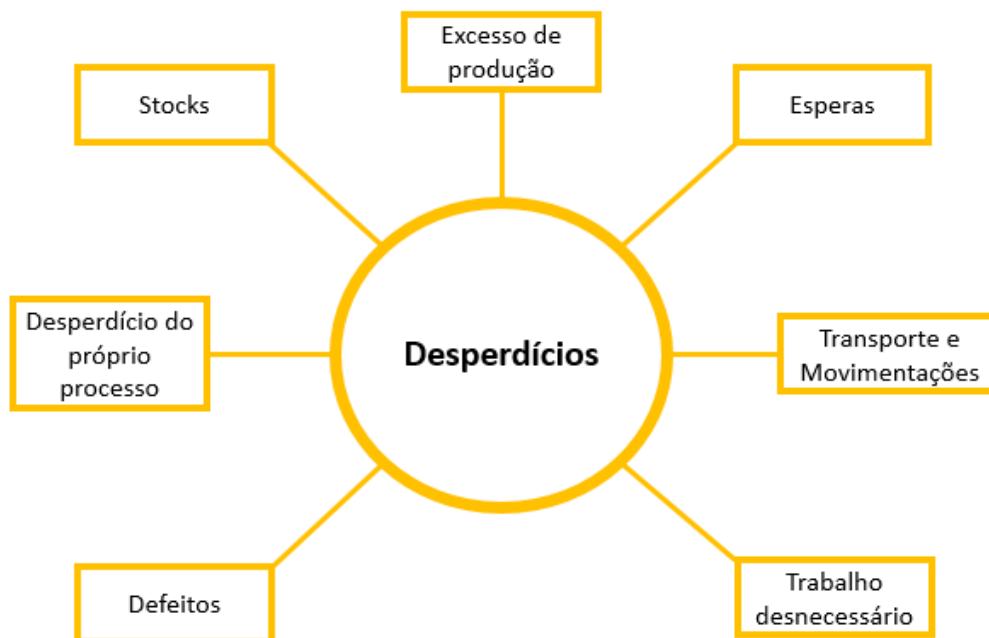 Excesso de
produção
Stocks
Esperas
Desperdício do
próprio
processo
Desperdícios
Transporte e
Movimentações
Defeitos
Trabalho
desnecessário